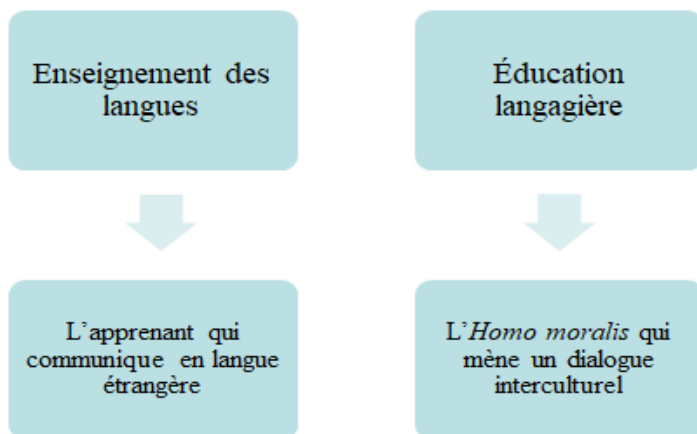 Enseignement des
langues
Éducation
langagière
L'apprenant qui
communique en langue
étrangère
L'Homo moralis qui
mène un dialogue
interculturel